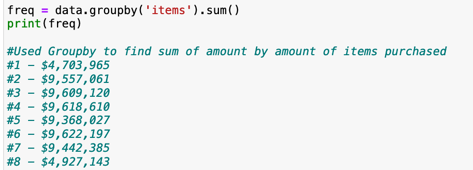 freq = data.groupby('items').sum()
print(freq)
#Used Groupby to find sum of amount by amount of items purchased
#1 - $4,703,965
#2 - $9,557,061
#3 - $9,609,120
#4 - $9,618,610
#5 - $9,368,027
#6 - $9,622,197
#7 - $9,442,385
#8 - $4,927,143